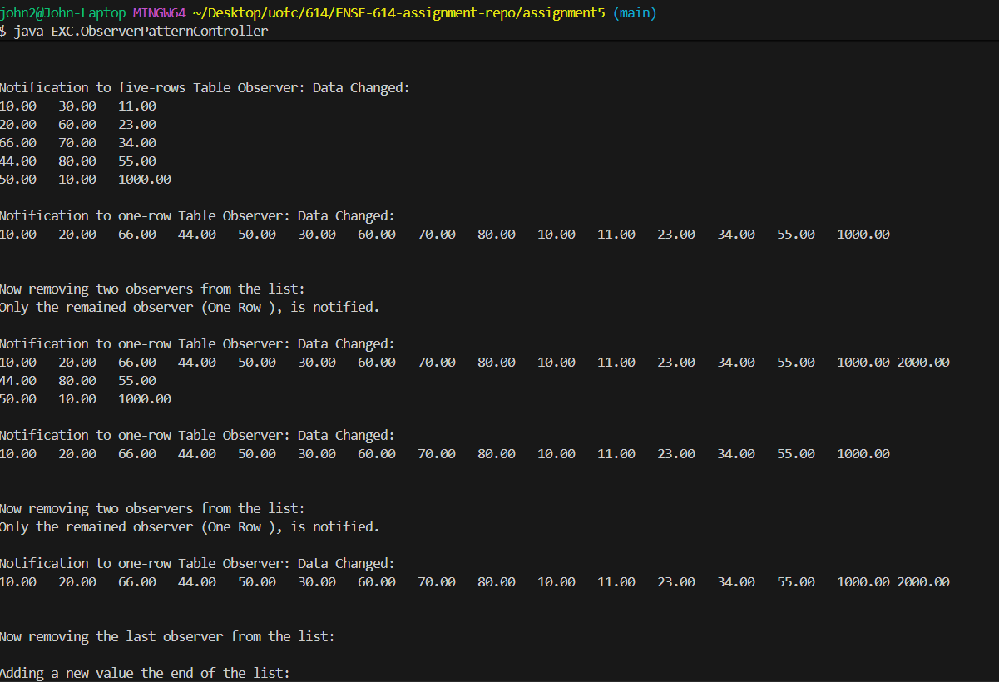 john2@John-Laptop MINGW64 ~/Desktop/uofc/614/ENSF-614-assignment-repo/assignment5 (main)
$ java EXC.ObserverPatternController
Notification to five-rows Table Observer: Data Changed:
10.00 30.00 11.00
20.00 60.00 23.00
66.00 70.00 34.00
44.00 80.00 55.00
50.00 10.00 1000.00
Notification to one-row Table Observer: Data Changed:
10.00 20.00 66.00 44.00 50.00 30.00 60.00 70.00 80.00 10.00 11.00 23.00 34.00 55.00 1000.00
Now removing two observers from the list:
Only the remained observer (One Row ), is notified.
Notification to one-row Table Observer: Data Changed:
10.00 20.00 66.00 44.00 50.00 30.00 60.00 70.00 80.00 10.00 11.00 23.00 34.00 55.00 1000.00 2000.00
44.00 80.00 55.00
50.00 10.00 1000.00
Notification to one-row Table Observer: Data Changed:
10.00 20.00 66.00 44.00 50.00 30.00 60.00 70.00 80.00 10.00 11.00 23.00 34.00 55.00 1000.00
Now removing two observers from the list:
Only the remained observer (One Row ), is notified.
Notification to one-row Table Observer: Data Changed:
10.00 20.00 66.00 44.00 50.00 30.00 60.00 70.00 80.00 10.00 11.00 23.00 34.00 55.00 1000.00 2000.00
Now removing the last observer from the list:
Adding a new value the end of the list: